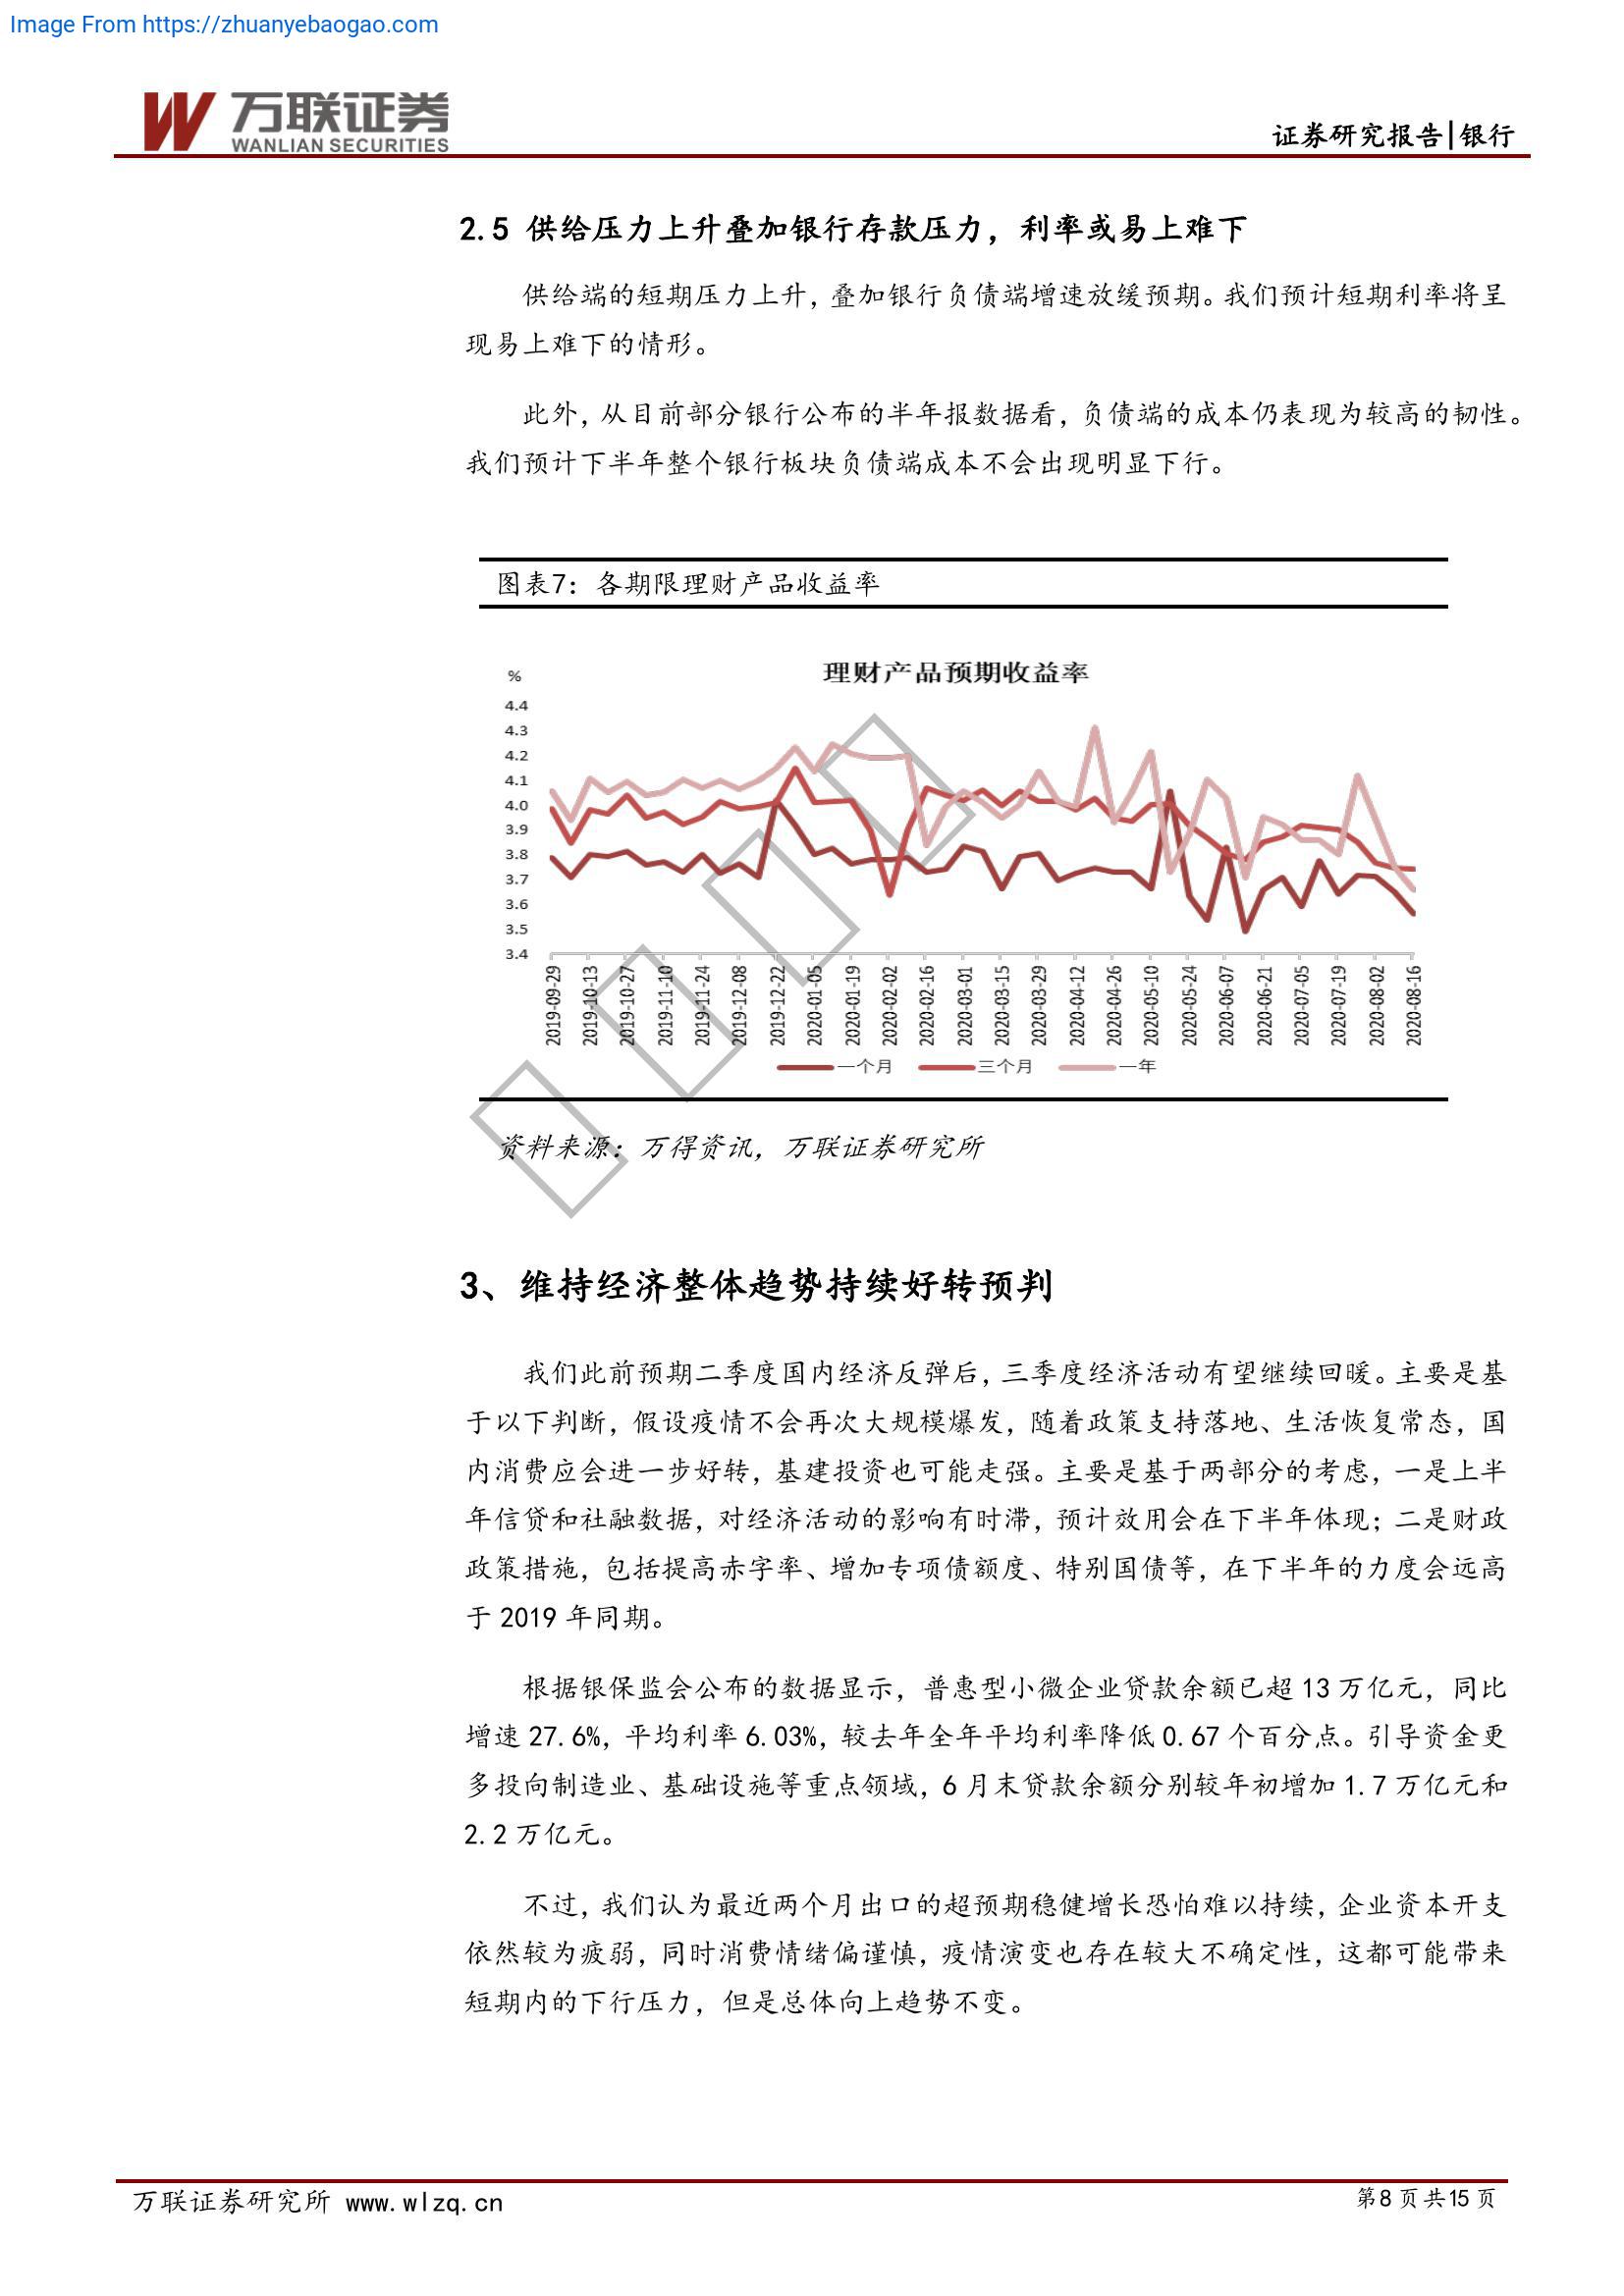 Image From https://zhuanyebaogao.com
万联证券
WANLIAN SECURITIES
证券研究报告|银行
2.5 供给压力上升叠加银行存款压力，利率或易上难下
供给端的短期压力上升，叠加银行负债端增速放缓预期。我们预计短期利率将呈
现易上难下的情形。
此外，从目前部分银行公布的半年报数据看，负债端的成本仍表现为较高的韧性。
我们预计下半年整个银行板块负债端成本不会出现明显下行。
图表7：各期限理财产品收益率
理财产品预期收益率
%
4.4
4.3
4.2
4.1
4.0
3.9
3.8
3.7
3.6
3.5
3.4
2019-09-29
2019-10-13
2019-10-27
2019-11-10
2019-11-24
2019-12-08
2019-12-22
2020-01-05
2020-01-19
2020-02-02
2020-02-16
2020-03-01
2020-03-15
2020-03-29
2020-04-12
2020-04-26
2020-05-10
2020-05-24
2020-06-07
2020-06-21
2020-07-05
2020-07-19
2020-08-02
2020-08-16
一个月 三个月 一年
资料来源：万得资讯，万联证券研究所
3、维持经济整体趋势持续好转预判
我们此前预期二季度国内经济反弹后，三季度经济活动有望继续回暖。主要是基
于以下判断，假设疫情不会再次大规模爆发，随着政策支持落地、生活恢复常态，国
内消费应会进一步好转，基建投资也可能走强。主要是基于两部分的考虑，一是上半
年信贷和社融数据，对经济活动的影响有时滞，预计效用会在下半年体现；二是财政
政策措施，包括提高赤字率、增加专项债额度、特别国债等，在下半年的力度会远高
于 2019 年同期。
根据银保监会公布的数据显示，普惠型小微企业贷款余额已超 13 万亿元，同比
增速 27.6%，平均利率 6.03%，较去年全年平均利率降低 0.67 个百分点。引导资金更
多投向制造业、基础设施等重点领域，6 月末贷款余额分别较年初增加 1.7 万亿元和
2.2 万亿元。
不过，我们认为最近两个月出口的超预期稳健增长恐怕难以持续，企业资本开支
依然较为疲弱，同时消费情绪偏谨慎，疫情演变也存在较大不确定性，这都可能带来
短期内的下行压力，但是总体向上趋势不变。
万联证券研究所 www.wlzq.cn
第8 页 共15 页